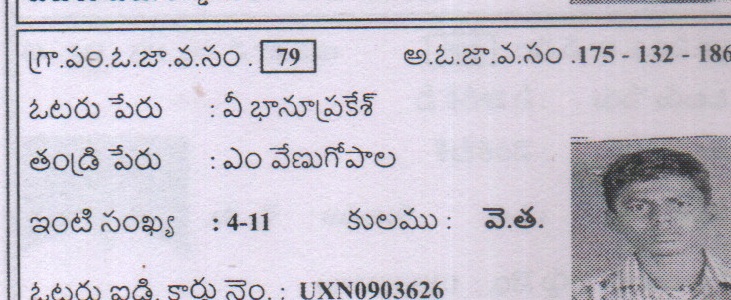 గ్రా.పం.ఓ.జా.వ.సం. 79 అ.ఓ.జా.వ.సం .175 - 132 - 186
ఓటరు పేరు : వీ భానూప్రకేశ్
తండ్రి పేరు : ఎం వేణుగోపాల
ఇంటి సంఖ్య : 4-11 కులము : వె.త.
ఓటరు ఐడి. కార్డు నెం. : UXN0903626